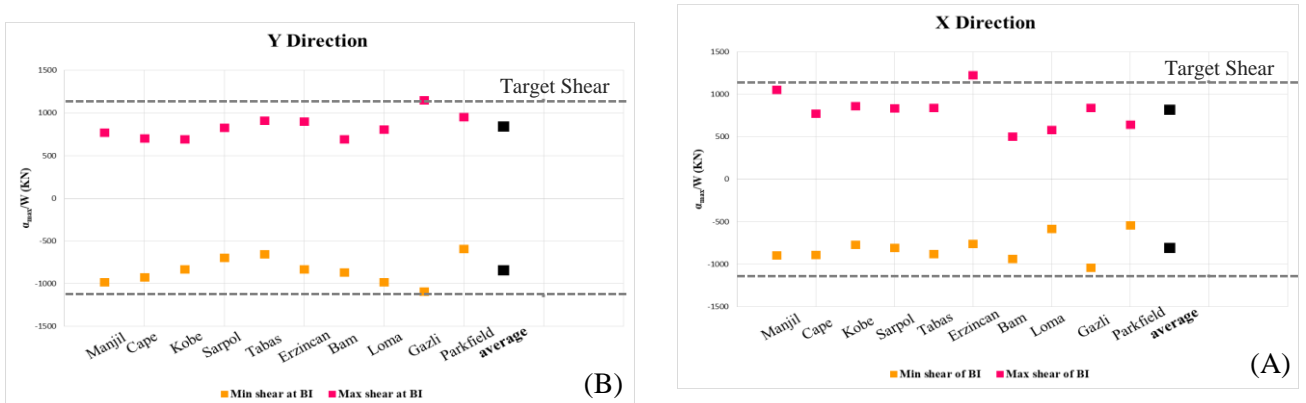 Y Direction
1500
1000
500
0
-500
-1000
-1500
Target Shear
αmax/W (KN)
Manjil
Cape
Kobe
Sarpol
Tabas
Erzincan
Bam
Loma
Gazli
Parkfield
average
Min shear at BI
Max shear at BI
(B)
X Direction
1500
1000
500
0
-500
-1000
-1500
Target Shear
αmax/W (KN)
Manjil
Cape
Kobe
Sarpol
Tabas
Erzincan
Bam
Loma
Gazli
Parkfield
average
Min shear of BI
Max shear of BI
(A)